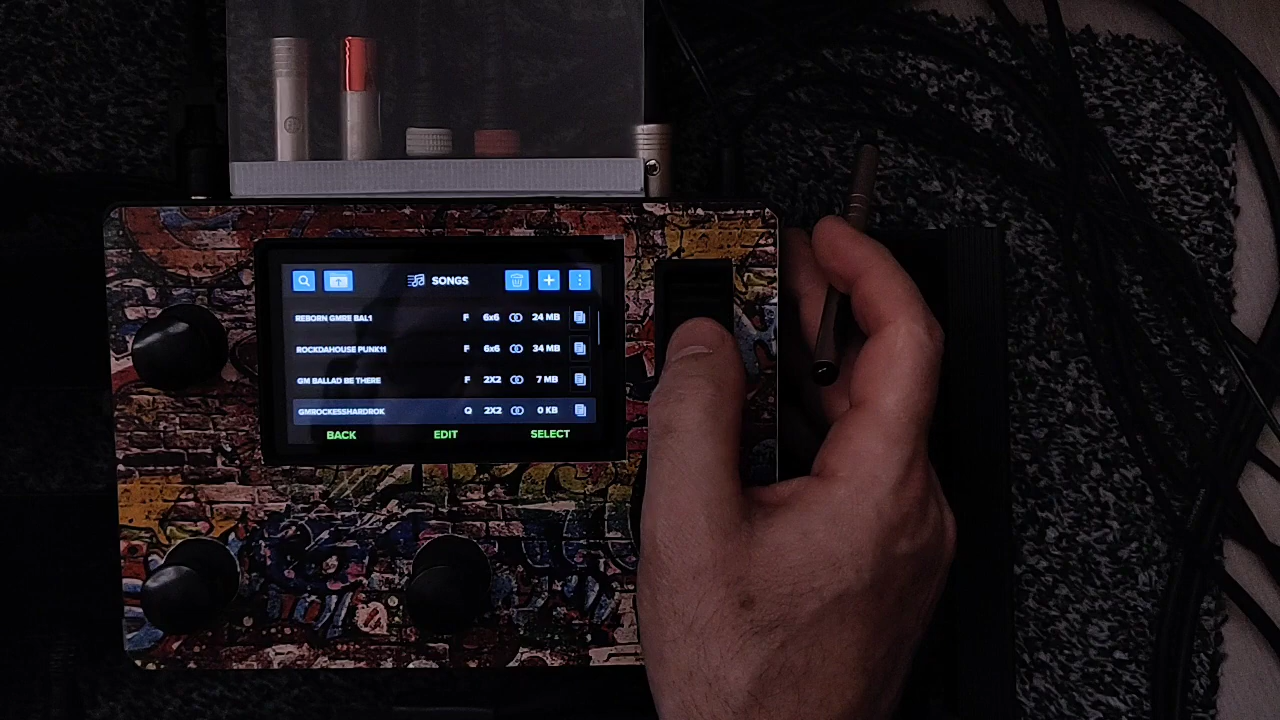 SONGS
REBORN GMRE BAL1 F 6x6 24 MB
ROCKDAHOUSE PUNK11 F 6x6 34 MB
GM BALLAD BE THERE F 2X2 7 MB
GMROCKESSHARDROK Q 2X2 0 KB
BACK EDIT SELECT